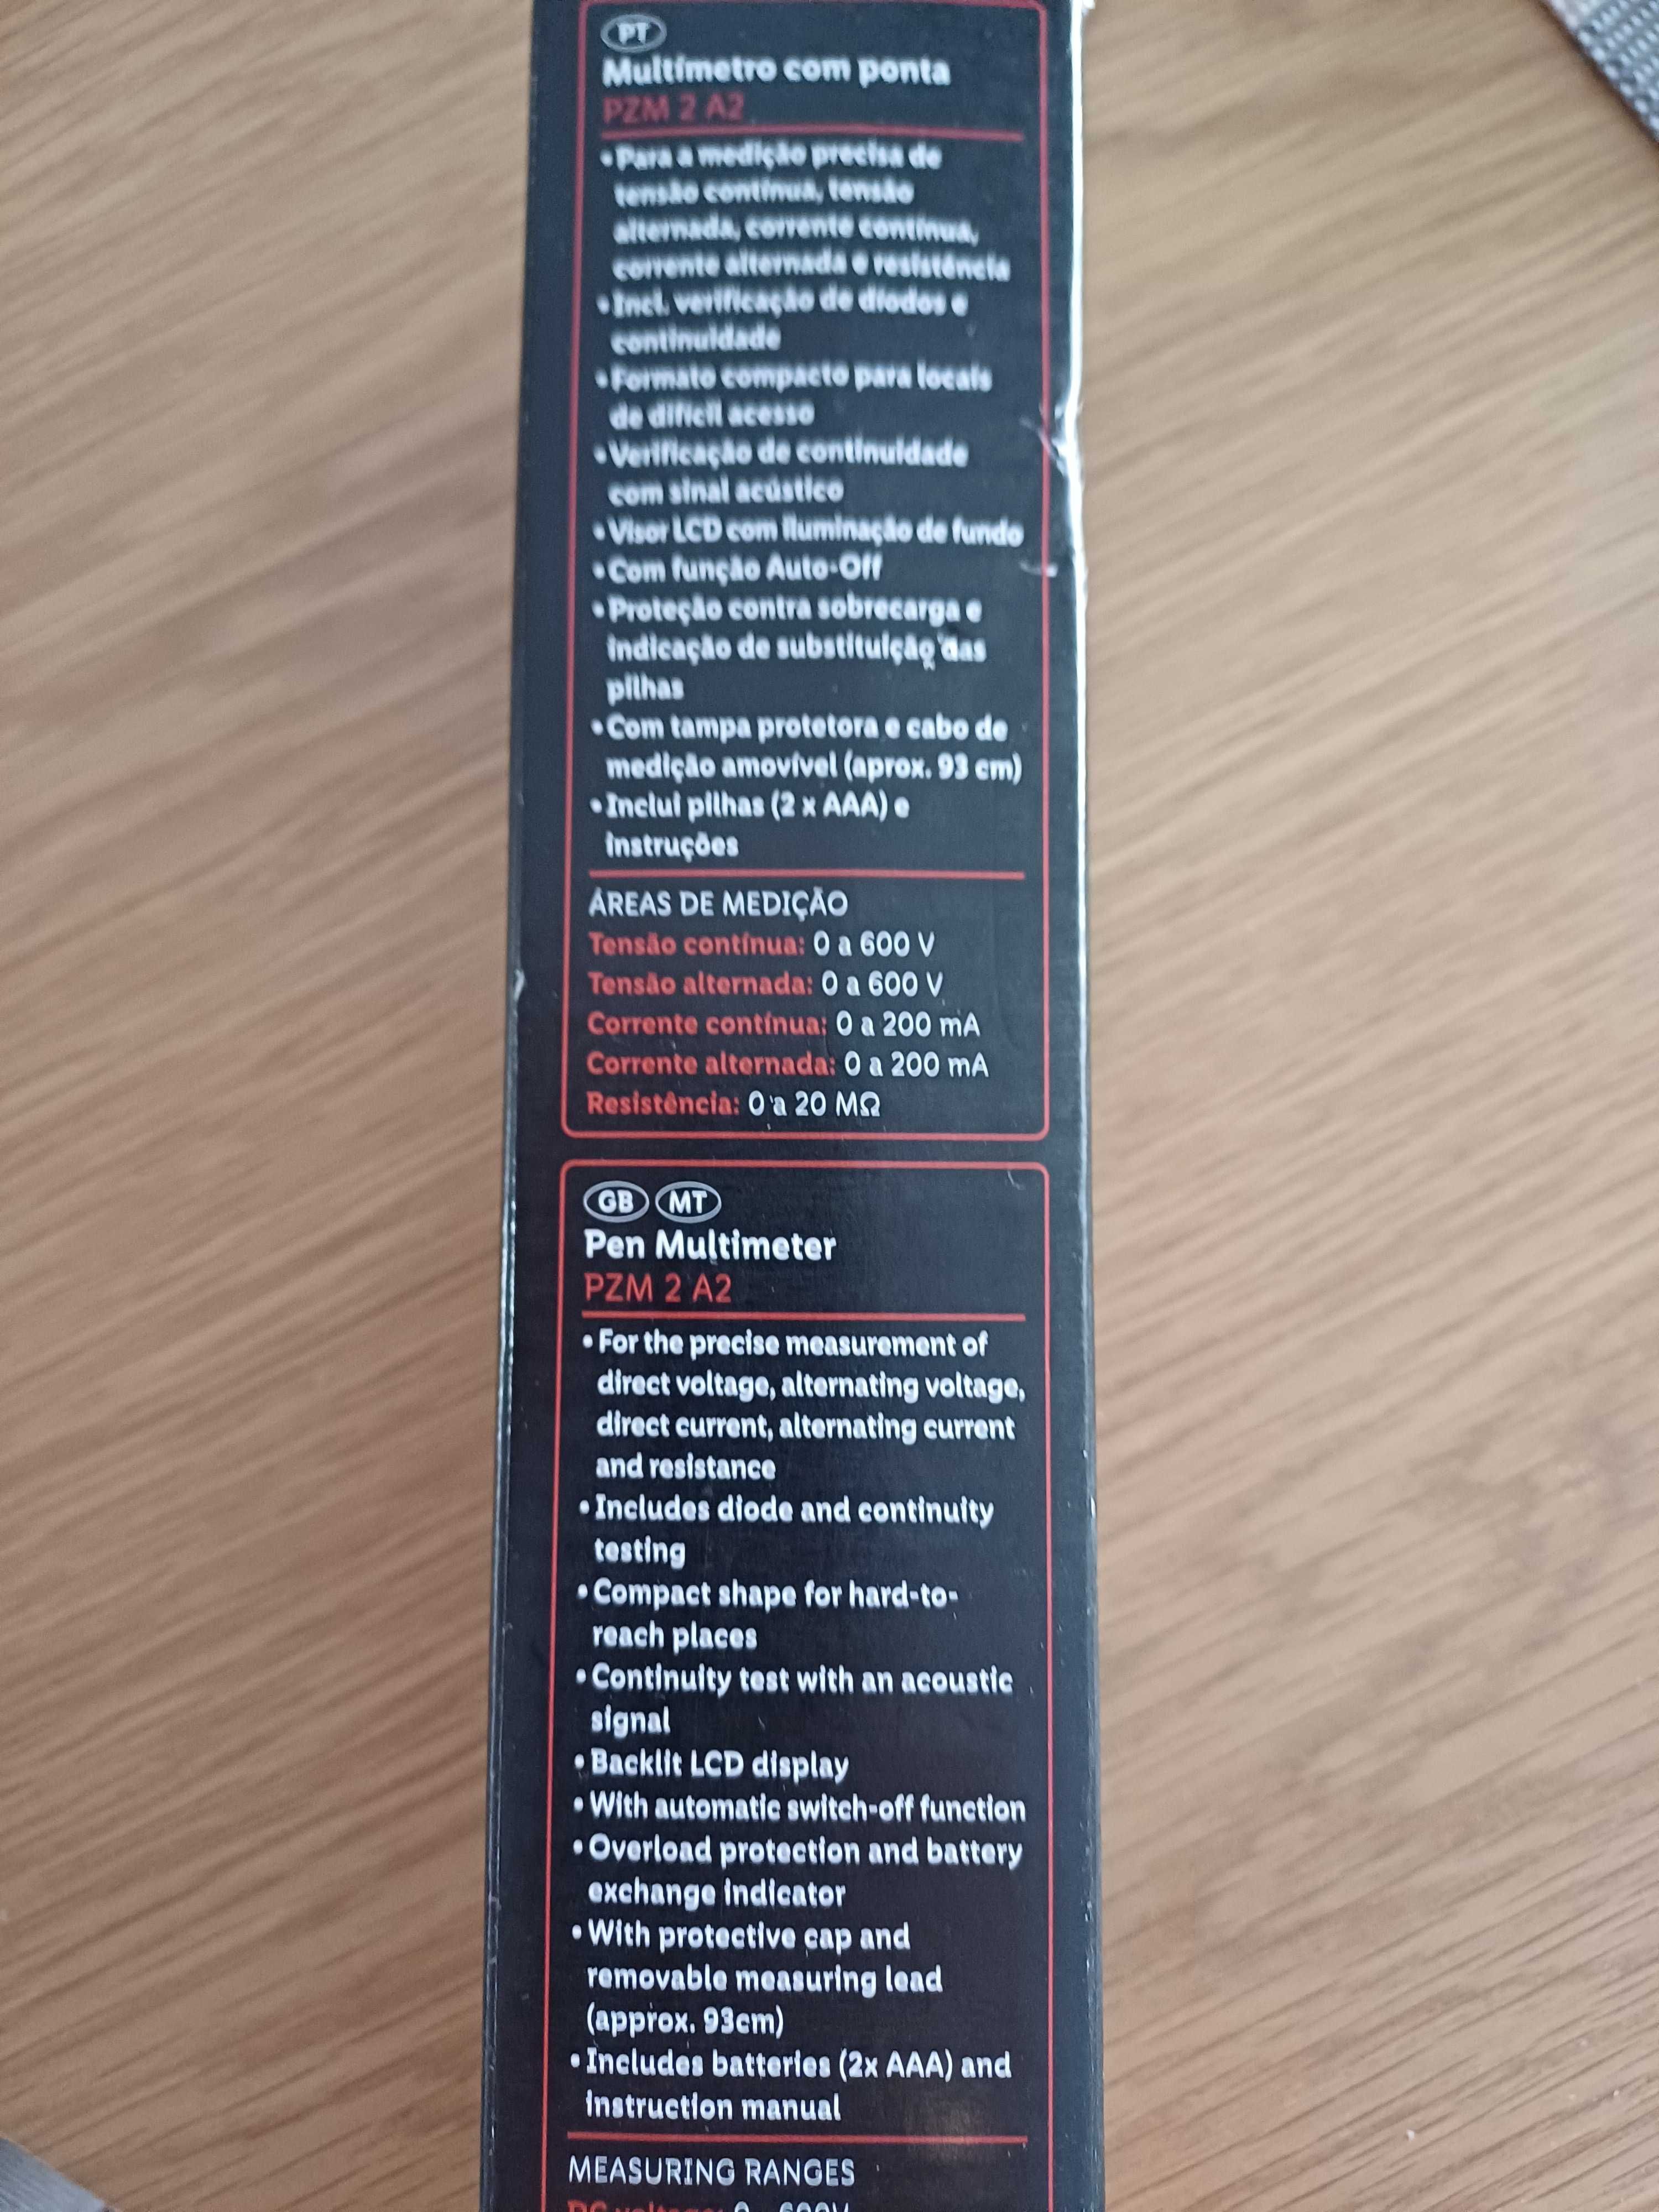 PT
Multímetro com ponta
PZM 2 A2
• Para a medição precisa de
tensão contínua, tensão
alternada, corrente contínua,
corrente alternada e resistência
• Incl. verificação de díodos e
continuidade
• Formato compacto para locais
de difícil acesso
• Verificação de continuidade
com sinal acústico
• Visor LCD com iluminação de fundo
• Com função Auto-Off
• Proteção contra sobrecarga e
indicação de substituição das
pilhas
• Com tampa protetora e cabo de
medição amovível (aprox. 93 cm)
• Inclui pilhas (2 x AAA) e
instruções
ÁREAS DE MEDIÇÃO
Tensão contínua: 0 a 600 V
Tensão alternada: 0 a 600 V
Corrente contínua: 0 a 200 mA
Corrente alternada: 0 a 200 mA
Resistência: 0 a 20 MΩ
GB MT
Pen Multimeter
PZM 2 A2
• For the precise measurement of
direct voltage, alternating voltage,
direct current, alternating current
and resistance
• Includes diode and continuity
testing
• Compact shape for hard-to-
reach places
• Continuity test with an acoustic
signal
• Backlit LCD display
• With automatic switch-off function
• Overload protection and battery
exchange indicator
• With protective cap and
removable measuring lead
(approx. 93cm)
• Includes batteries (2x AAA) and
instruction manual
MEASURING RANGES
DC voltage: 0 - 600V